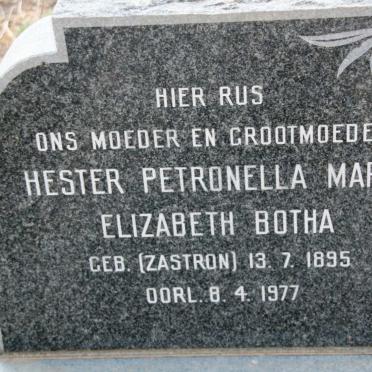 HIER RUS
ONS MOEDER EN GROOTMOEDE
HESTER PETRONELLA MAR
ELIZABETH BOTHA
GEB. (ZASTRON) 13. 7. 1895
OORL. 8. 4. 1977